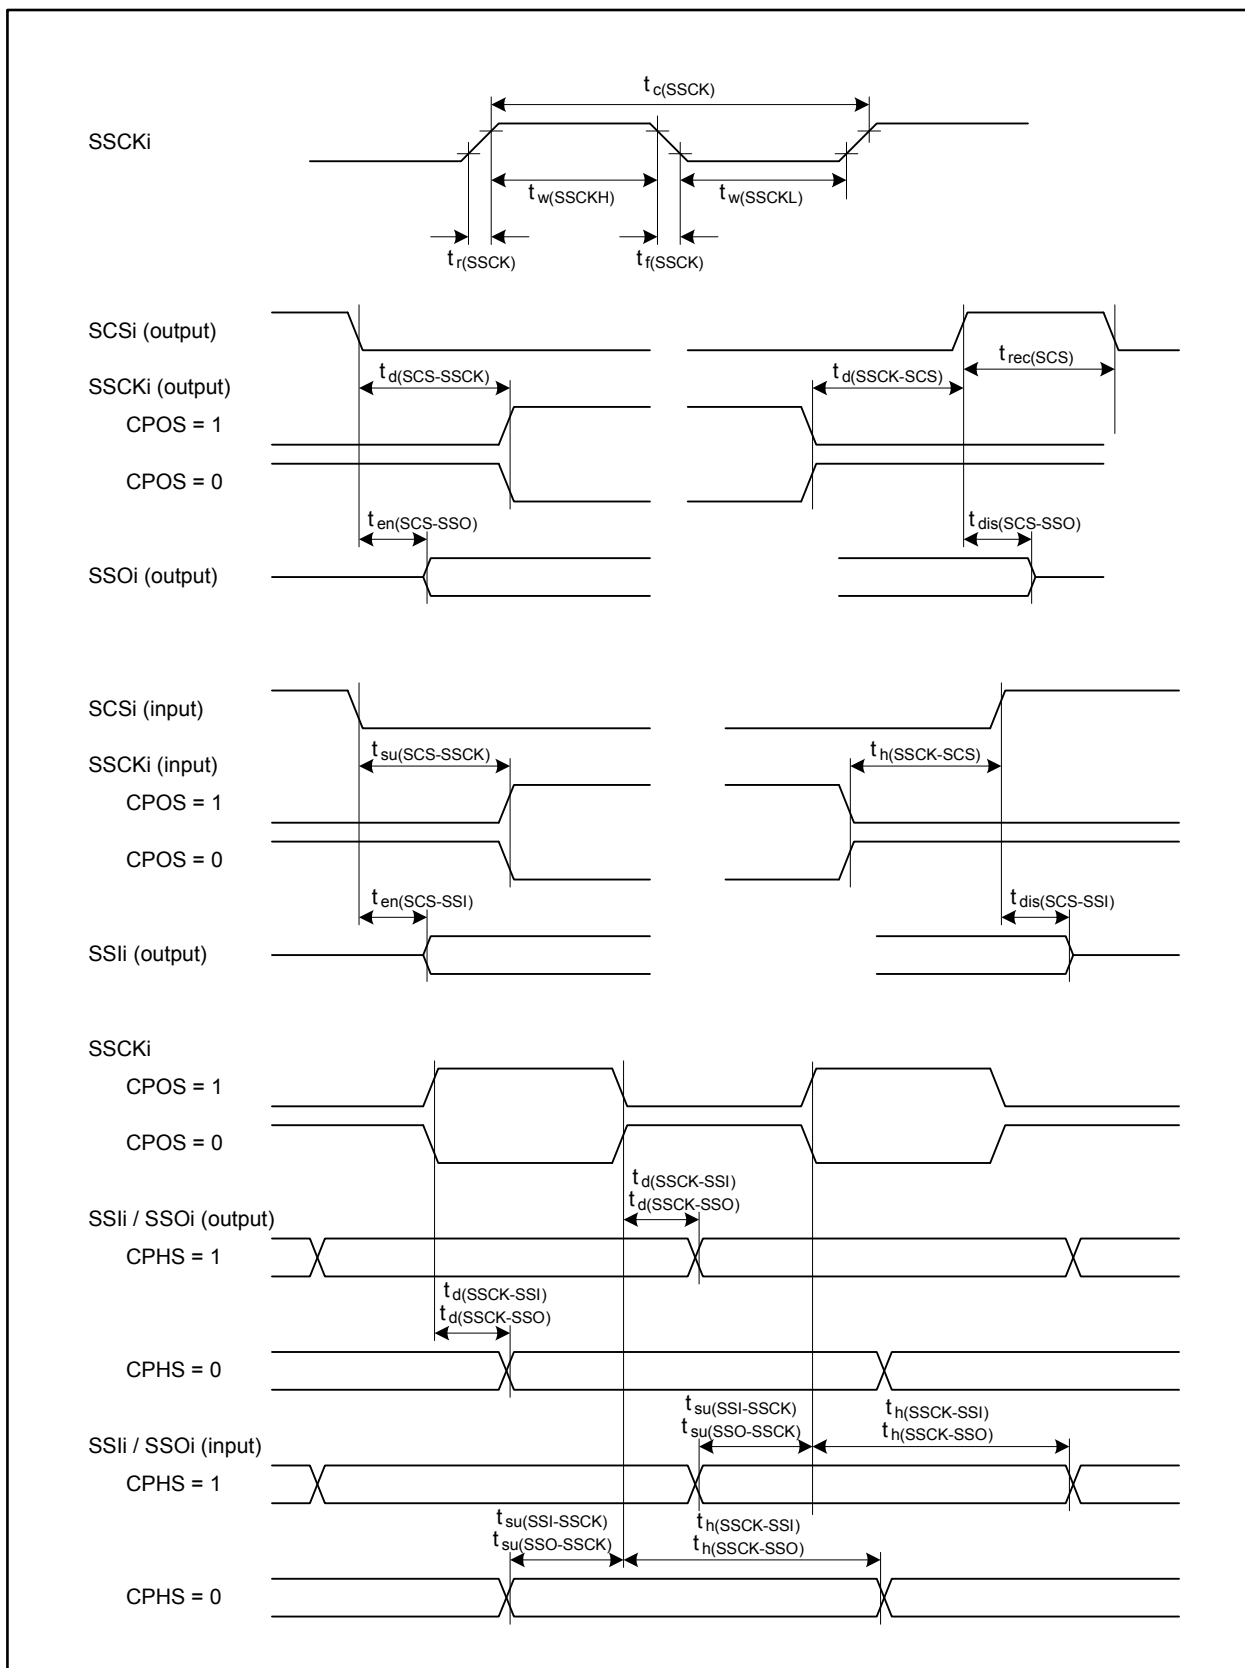 tc(SSCK)
SSCKi
tw(SSCKH) tw(SSCKL)
tr(SSCK) tf(SSCK)
SCSi (output)
trec(SCS)
td(SCS-SSCK) td(SSCK-SCS)
SSCKi (output)
CPOS = 1
CPOS = 0
ten(SCS-SSO) tdis(SCS-SSO)
SSOi (output)
SCSi (input)
tsu(SCS-SSCK) th(SSCK-SCS)
SSCKi (input)
CPOS = 1
CPOS = 0
ten(SCS-SSI) tdis(SCS-SSI)
SSIi (output)
SSCKi
CPOS = 1
CPOS = 0
td(SSCK-SSI)
td(SSCK-SSO)
SSIi / SSOi (output)
CPHS = 1
td(SSCK-SSI)
td(SSCK-SSO)
CPHS = 0
tsu(SSI-SSCK) th(SSCK-SSI)
tsu(SSO-SSCK) th(SSCK-SSO)
SSIi / SSOi (input)
CPHS = 1
tsu(SSI-SSCK) th(SSCK-SSI)
tsu(SSO-SSCK) th(SSCK-SSO)
CPHS = 0